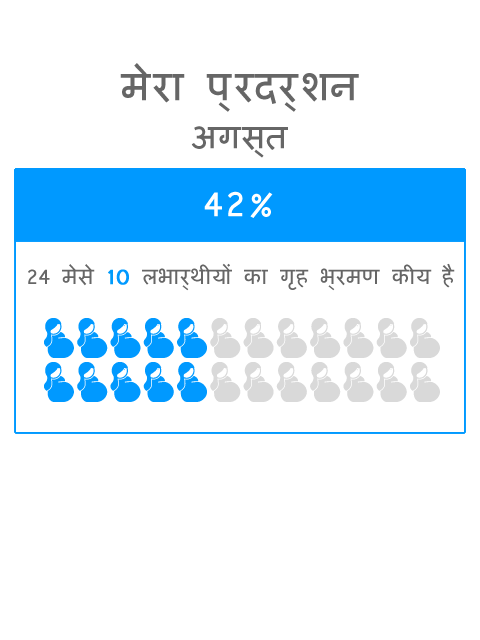 मेरा प्रदर्शन
अगस्त
42%
24 मेसे 10 लभार्थीयों का गृह भ्रमण कीय है